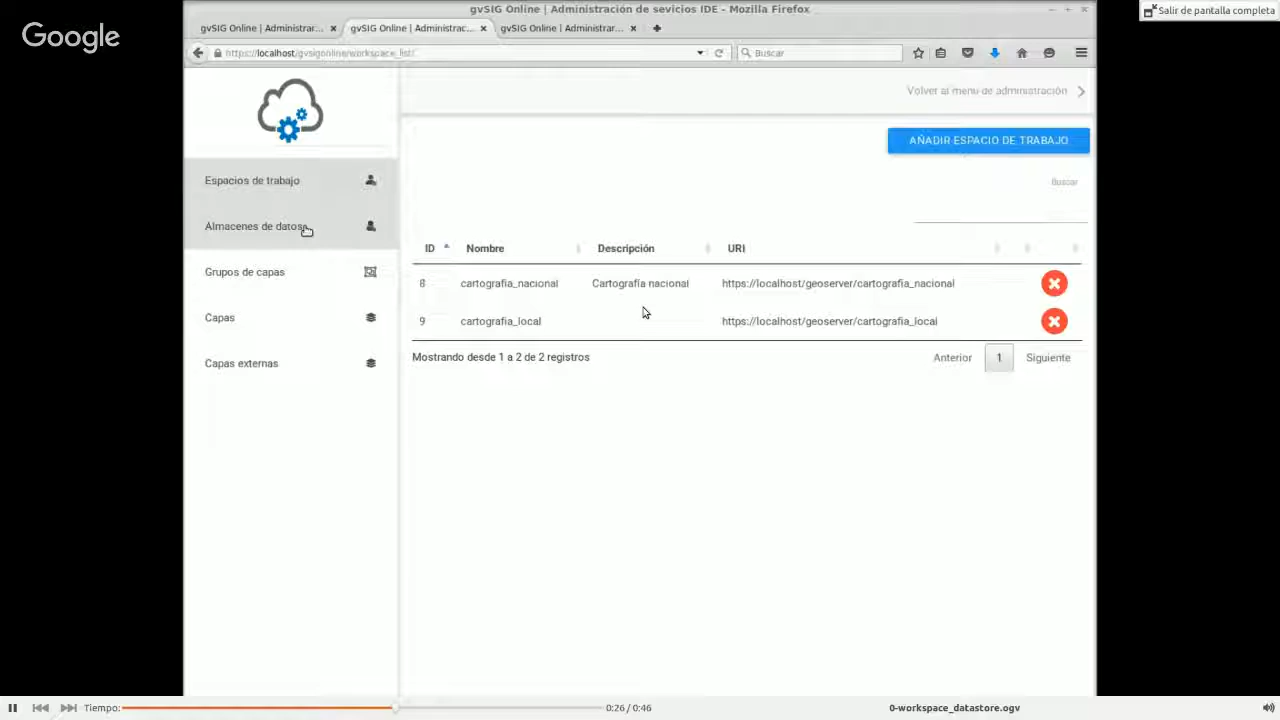 gvSIG Online | Administración de sevicios IDE - Mozilla Firefox
Salir de pantalla completa
Google
gvSIG Online | Administrar...
gvSIG Online | Administrac...
gvSIG Online | Administrar...
https://localhost/gvsigonline/workspace_list/
Buscar
Volver al menu de administración
AÑADIR ESPACIO DE TRABAJO
Espacios de trabajo
Buscar
Almacenes de datos
ID Nombre Descripción URI
Grupos de capas
8 cartografia_nacional Cartografía nacional https://localhost/geoserver/cartografia_nacional
Capas
9 cartografia_local https://localhost/geoserver/cartografia_local
Mostrando desde 1 a 2 de 2 registros
Anterior 1 Siguiente
Capas externas
Tiempo: 0:26 / 0:46 0-workspace_datastore.ogv